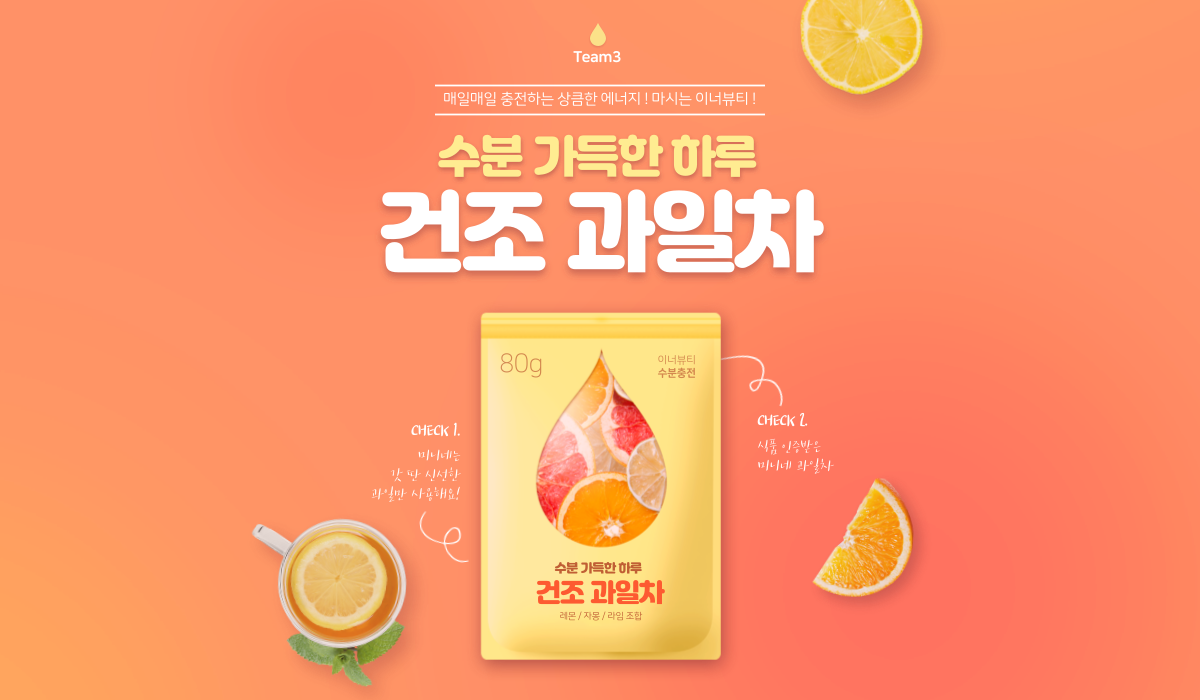 Team3
매일매일 충전하는 상큼한 에너지 ! 마시는 이너뷰티 !
수분 가득한 하루
건조 과일차
80g
이너뷰티
수분충전
CHECK 1.
미니네는
갓 딴 신선한
과일만 사용해요!
CHECK 2.
식품 인증받은
미니네 과일차
수분 가득한 하루
건조 과일차
레몬 / 자몽 / 라임 조합